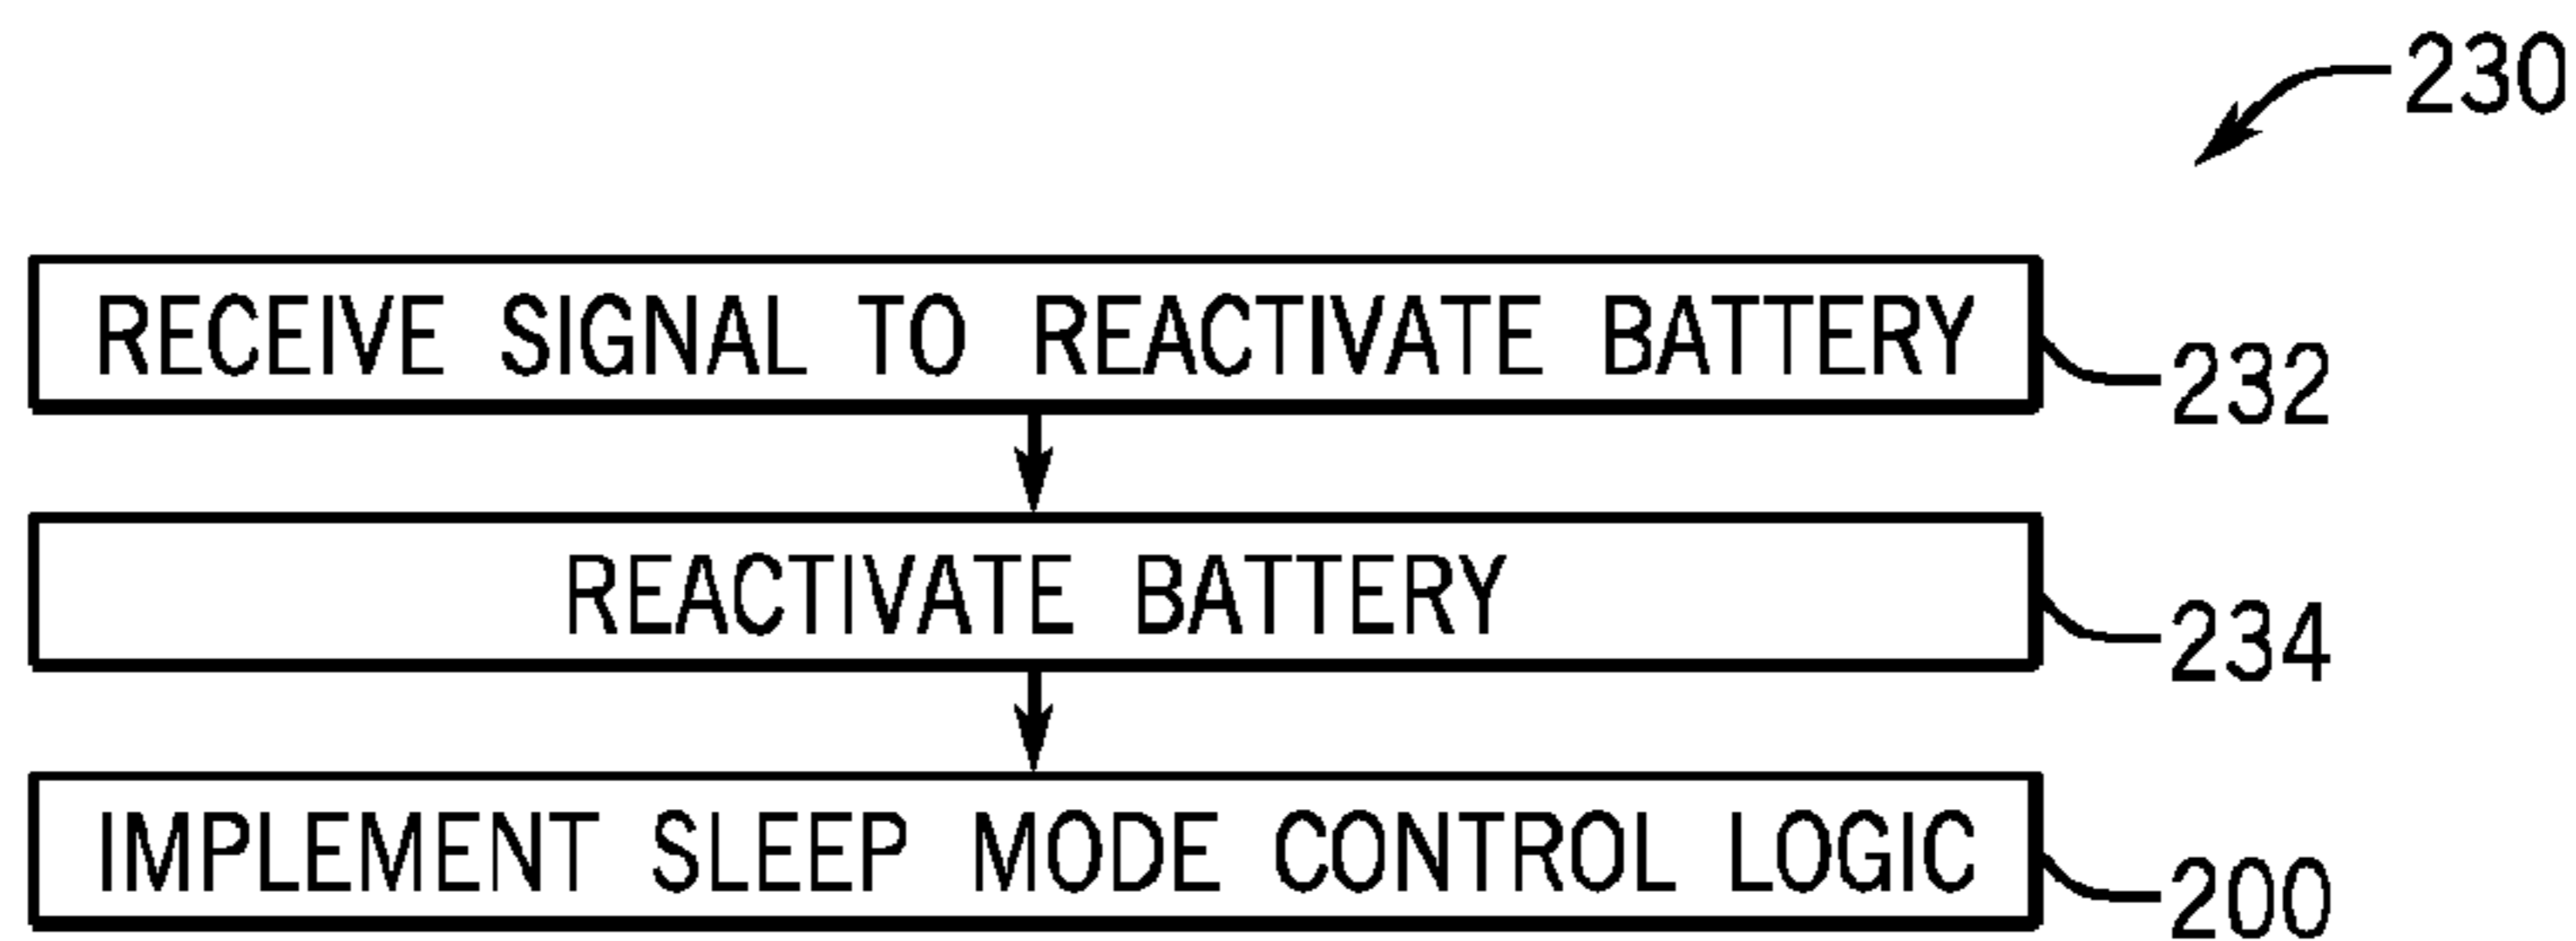 230
RECEIVE SIGNAL TO REACTIVATE BATTERY
232
REACTIVATE BATTERY
234
IMPLEMENT SLEEP MODE CONTROL LOGIC
200